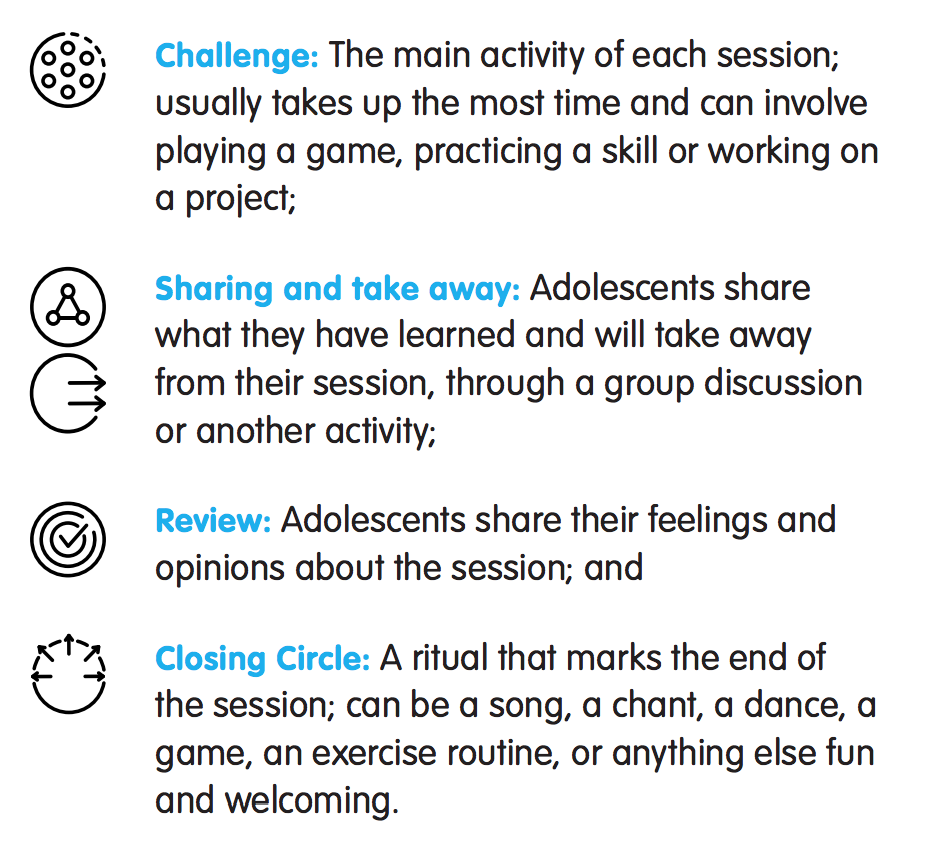 Challenge: The main activity of each session;
usually takes up the most time and can involve
playing a game, practicing a skill or working on
a project;
Sharing and take away: Adolescents share
what they have learned and will take away
from their session, through a group discussion
or another activity;
Review: Adolescents share their feelings and
opinions about the session; and
Closing Circle: A ritual that marks the end of
the session; can be a song, a chant, a dance, a
game, an exercise routine, or anything else fun
and welcoming.